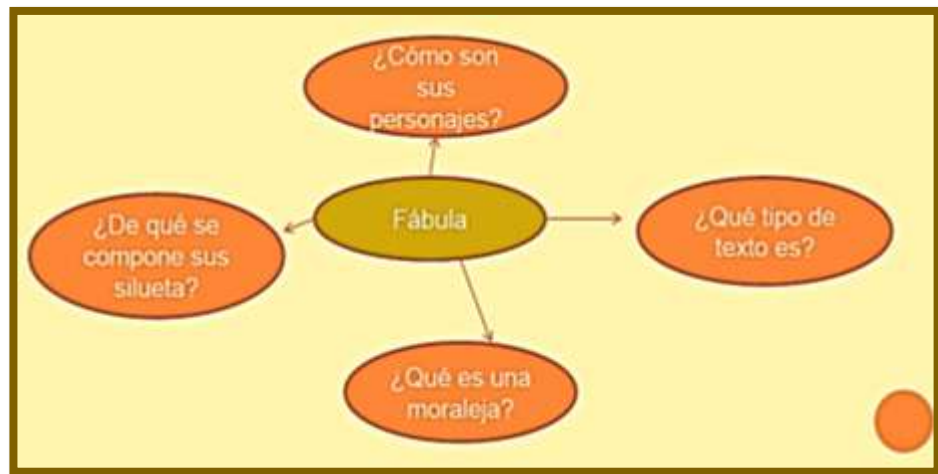 ¿Cómo son
sus
personajes?
Fábula
¿De qué se
compone sus
silueta?
¿Qué tipo de
texto es?
¿Qué es una
moraleja?